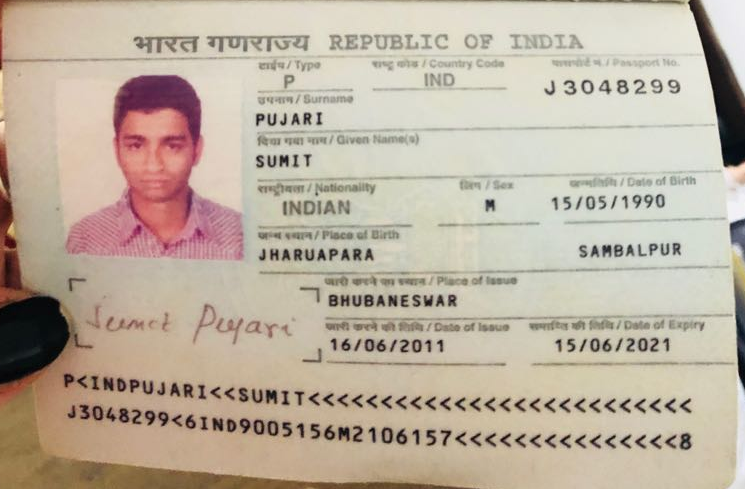 भारत गणराज्य REPUBLIC OF INDIA
टाईप / Type राष्ट्र कोड / Country Code पासपोर्ट नं. / Passport No.
P IND J3048299
उपनाम / Surname
PUJARI
दिया गया नाम / Given Name(s)
SUMIT
राष्ट्रीयता / Nationality लिंग / Sex जन्मतिथि / Date of Birth
INDIAN M 15/05/1990
जन्म स्थान / Place of Birth
JHARUAPARA SAMBALPUR
जारी करने का स्थान / Place of Issue
BHUBANESWAR
Sumit Pujari
जारी करने की तिथि / Date of Issue समाप्ति की तिथि / Date of Expiry
16/06/2011 15/06/2021
P<INDPUJARI<<SUMIT<<<<<<<<<<<<<<<<<<<<<<<<<<
J3048299<6IND9005156M2106157<<<<<<<<<<<<<<<8